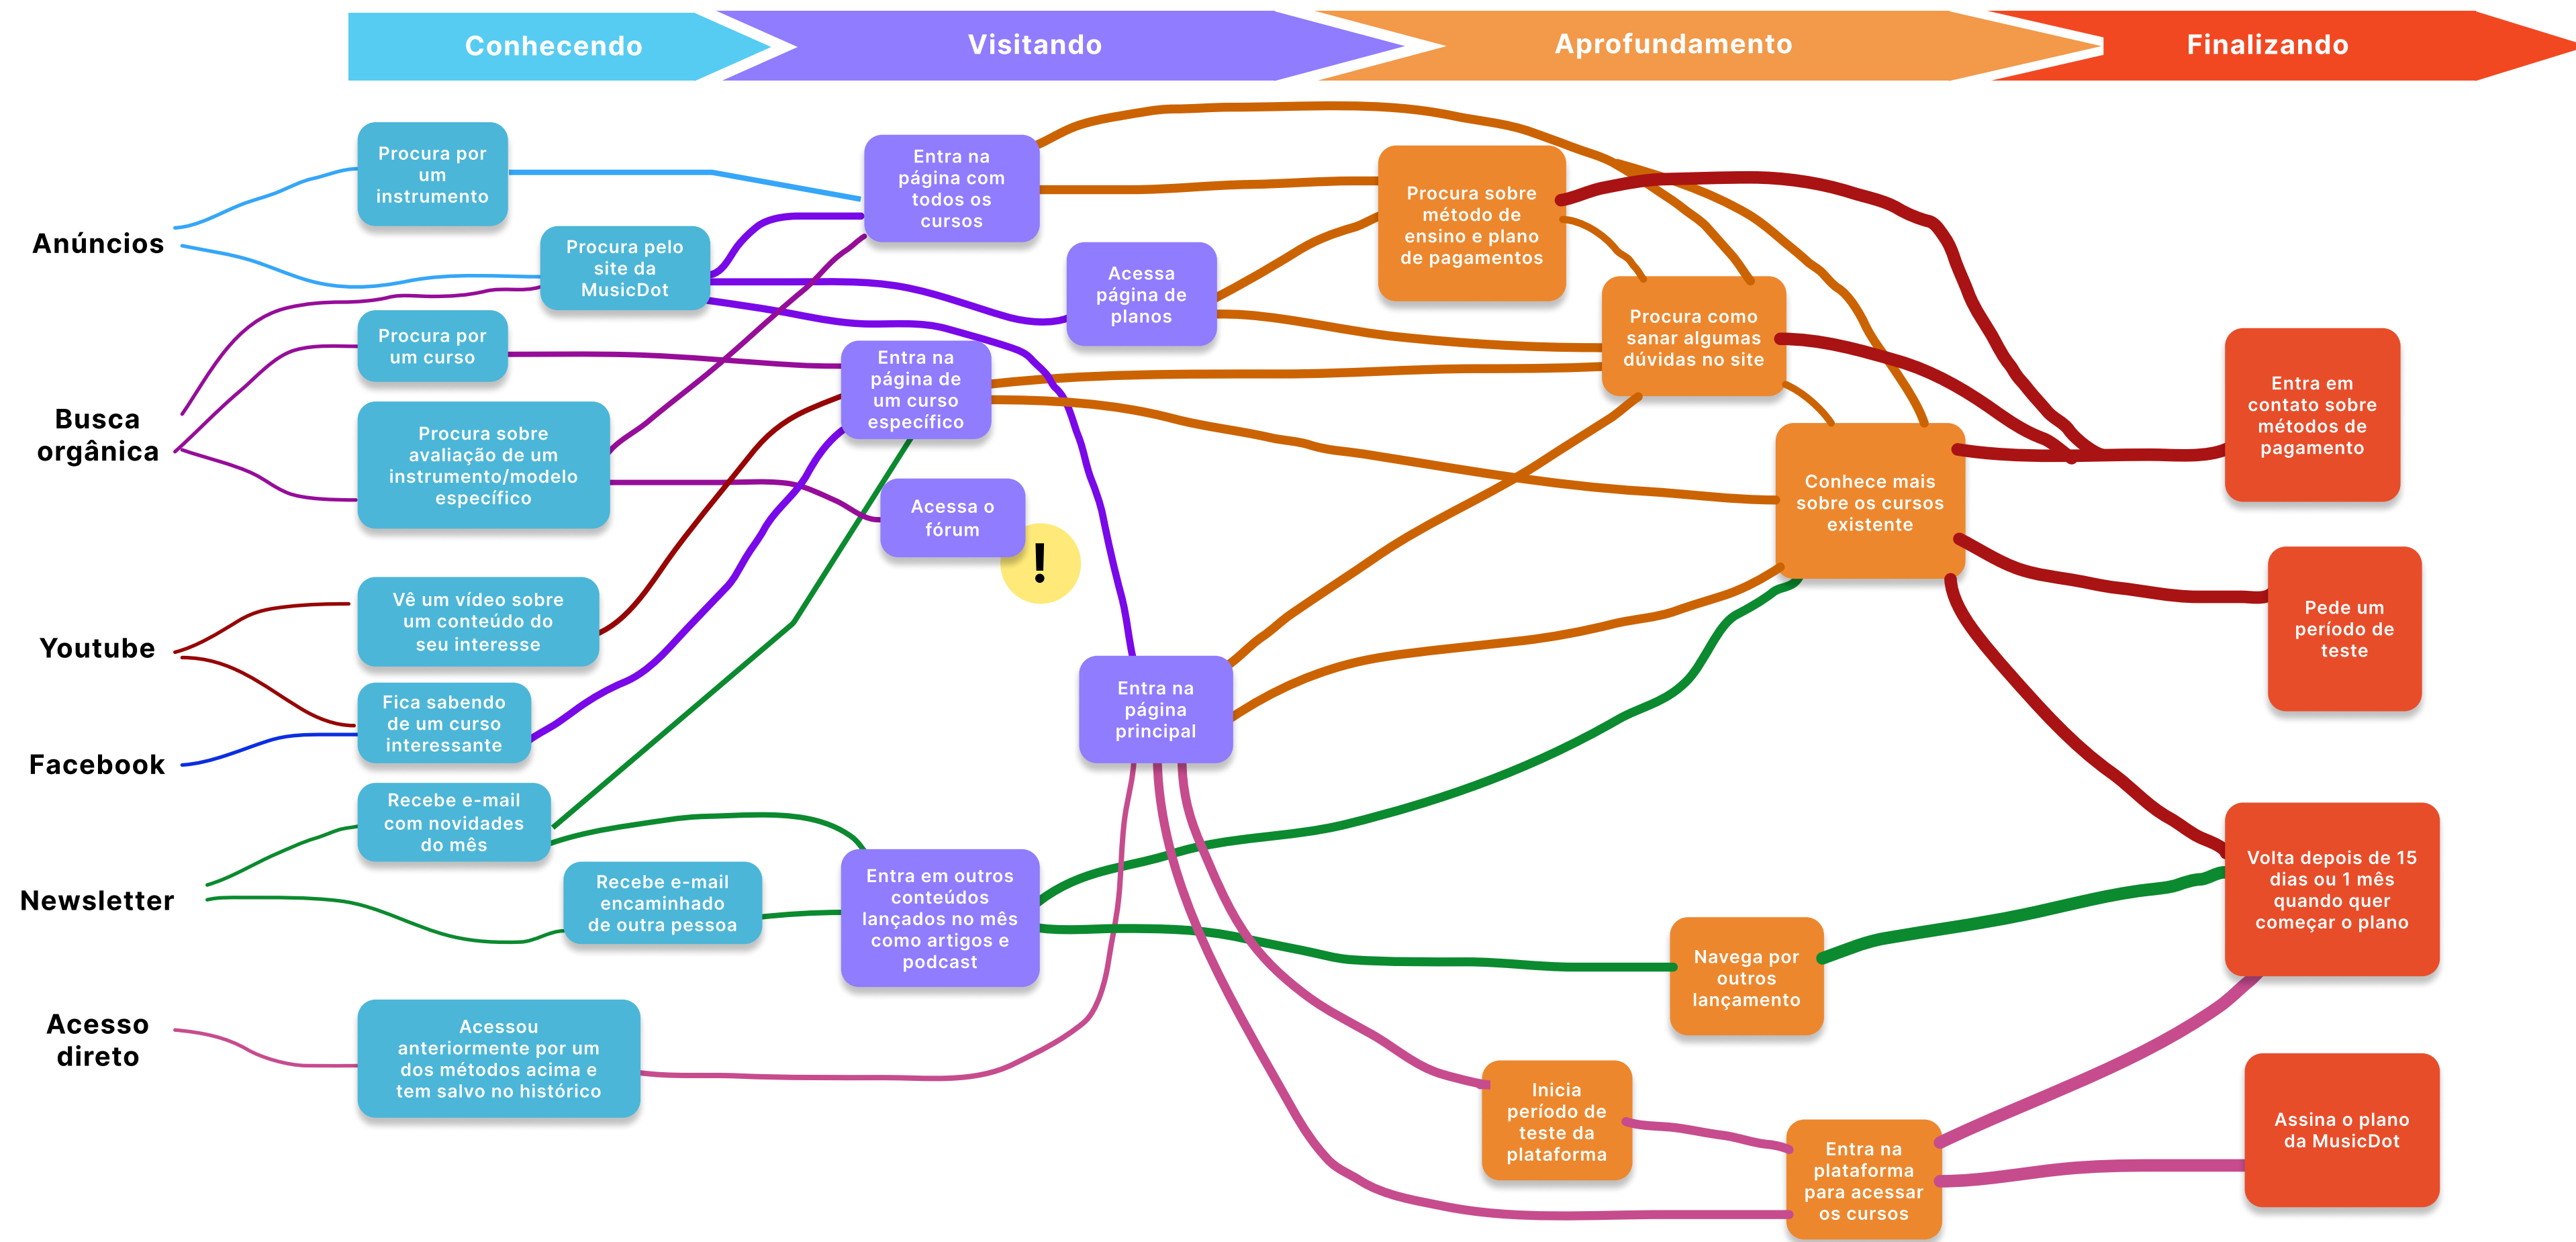 Conhecendo
Visitando
Aprofundamento
Finalizando
Anúncios
Busca
orgânica
Youtube
Facebook
Newsletter
Acesso
direto
Procura por
um
instrumento
Procura pelo
site da
MusicDot
Procura por
um curso
Procura sobre
avaliação de um
instrumento/modelo
específico
Vê um vídeo sobre
um conteúdo do
seu interesse
Fica sabendo
de um curso
interessante
Recebe e-mail
com novidades
do mês
Recebe e-mail
encaminhado
de outra pessoa
Acessou
anteriormente por um
dos métodos acima e
tem salvo no histórico
Entra na
página com
todos os
cursos
Acessa
página de
planos
Entra na
página de
um curso
específico
Acessa o
fórum
!
Entra na
página
principal
Entra em outros
conteúdos
lançados no mês
como artigos e
podcast
Procura sobre
método de
ensino e plano
de pagamentos
Procura como
sanar algumas
dúvidas no site
Conhece mais
sobre os cursos
existente
Navega por
outros
lançamento
Inicia
período de
teste da
plataforma
Entra na
plataforma
para acessar
os cursos
Entra em
contato sobre
métodos de
pagamento
Pede um
período de
teste
Volta depois de 15
dias ou 1 mês
quando quer
começar o plano
Assina o plano
da MusicDot